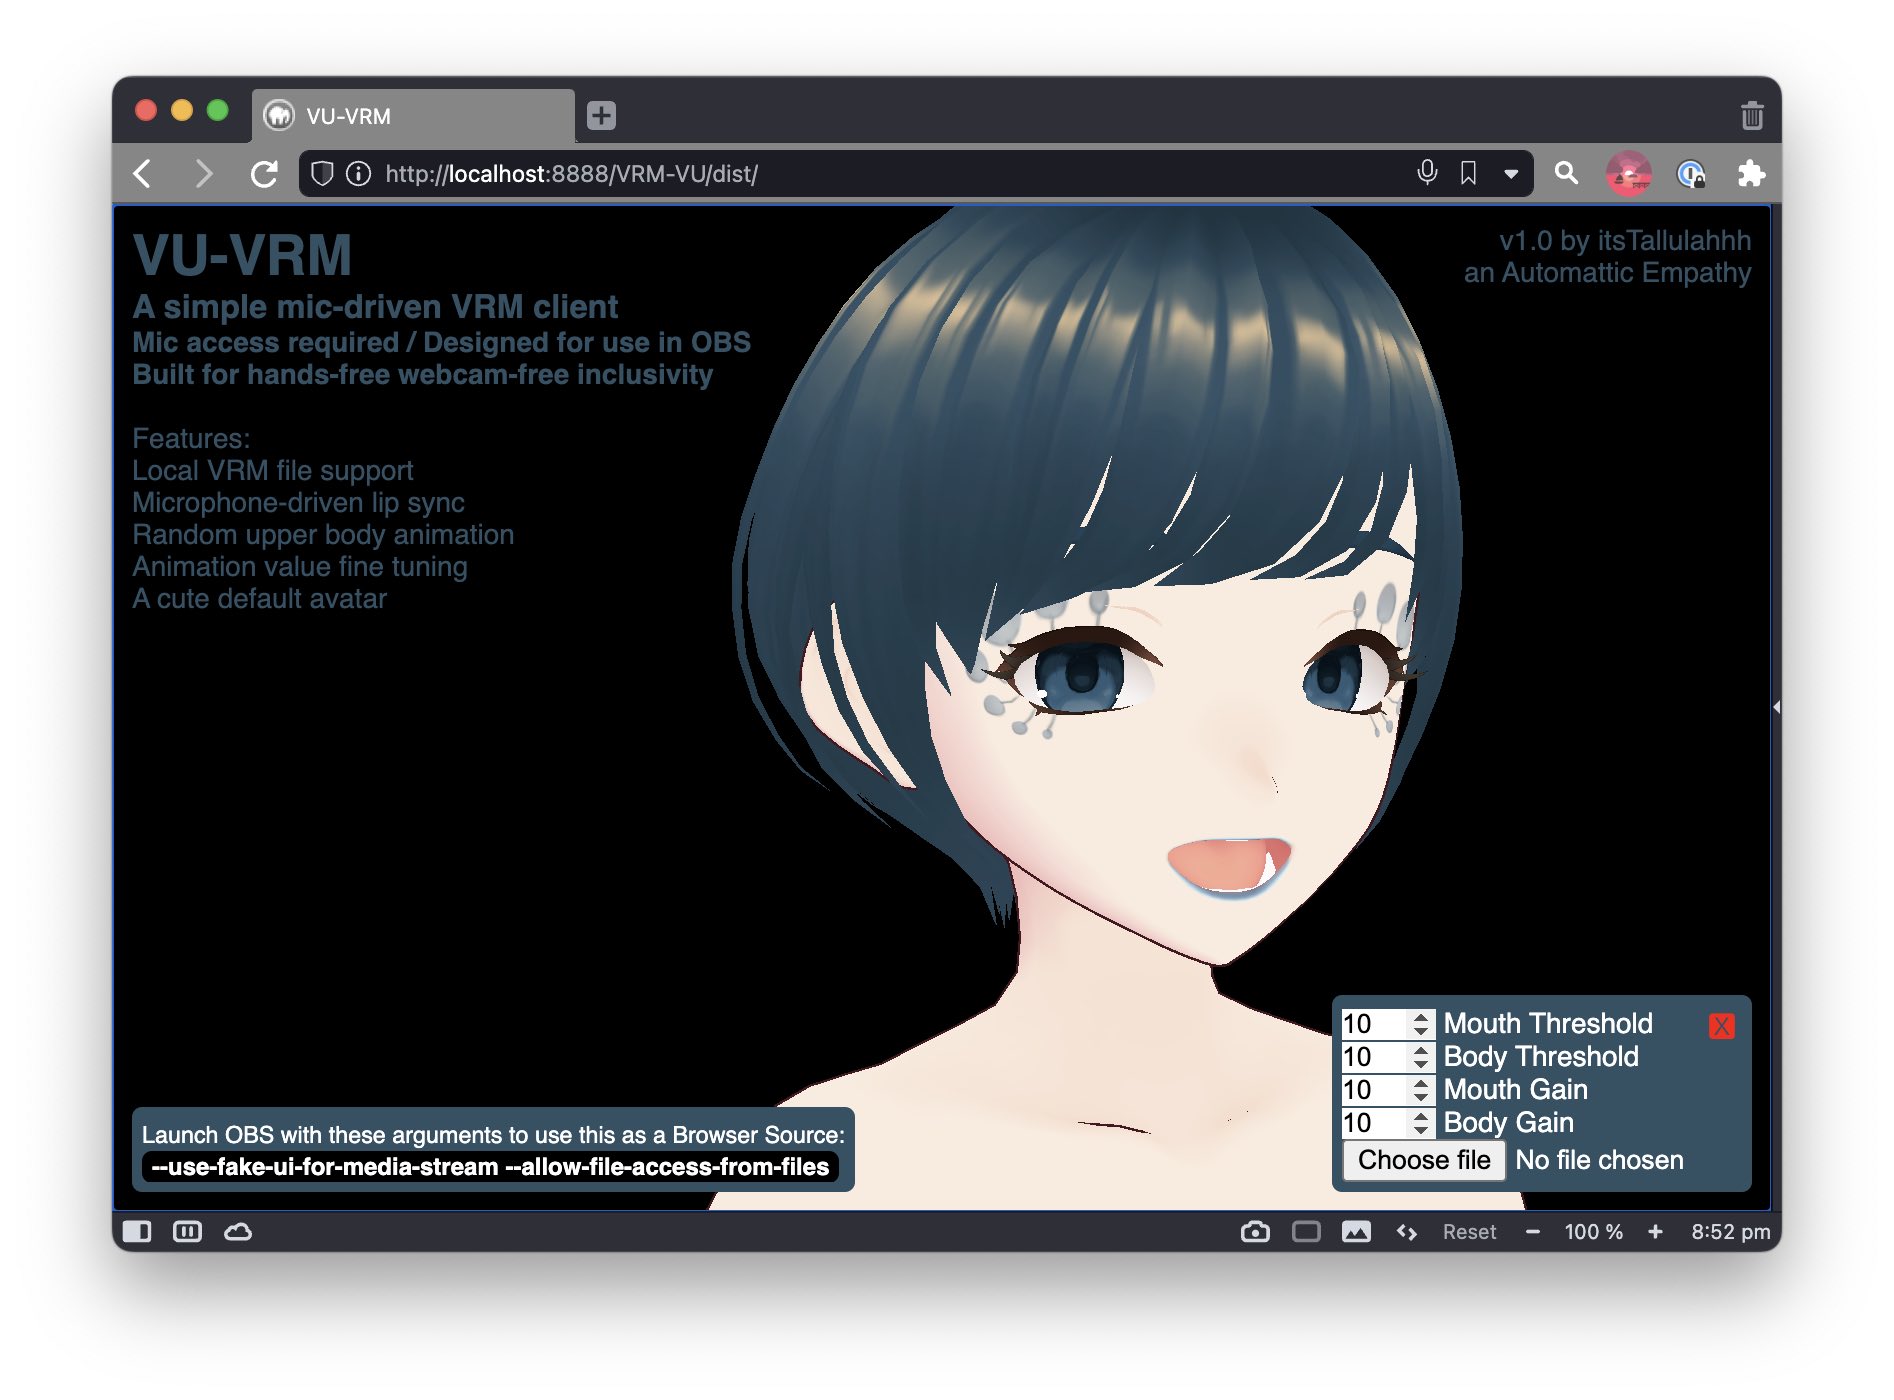 VU-VRM
http://localhost:8888/VRM-VU/dist/
VU-VRM
A simple mic-driven VRM client
Mic access required / Designed for use in OBS
Built for hands-free webcam-free inclusivity
Features:
Local VRM file support
Microphone-driven lip sync
Random upper body animation
Animation value fine tuning
A cute default avatar
v1.0 by itsTallulahhh
an Automattic Empathy
Launch OBS with these arguments to use this as a Browser Source:
--use-fake-ui-for-media-stream --allow-file-access-from-files
10 Mouth Threshold X
10 Body Threshold
10 Mouth Gain
10 Body Gain
Choose file No file chosen
Reset − 100 % + 8:52 pm